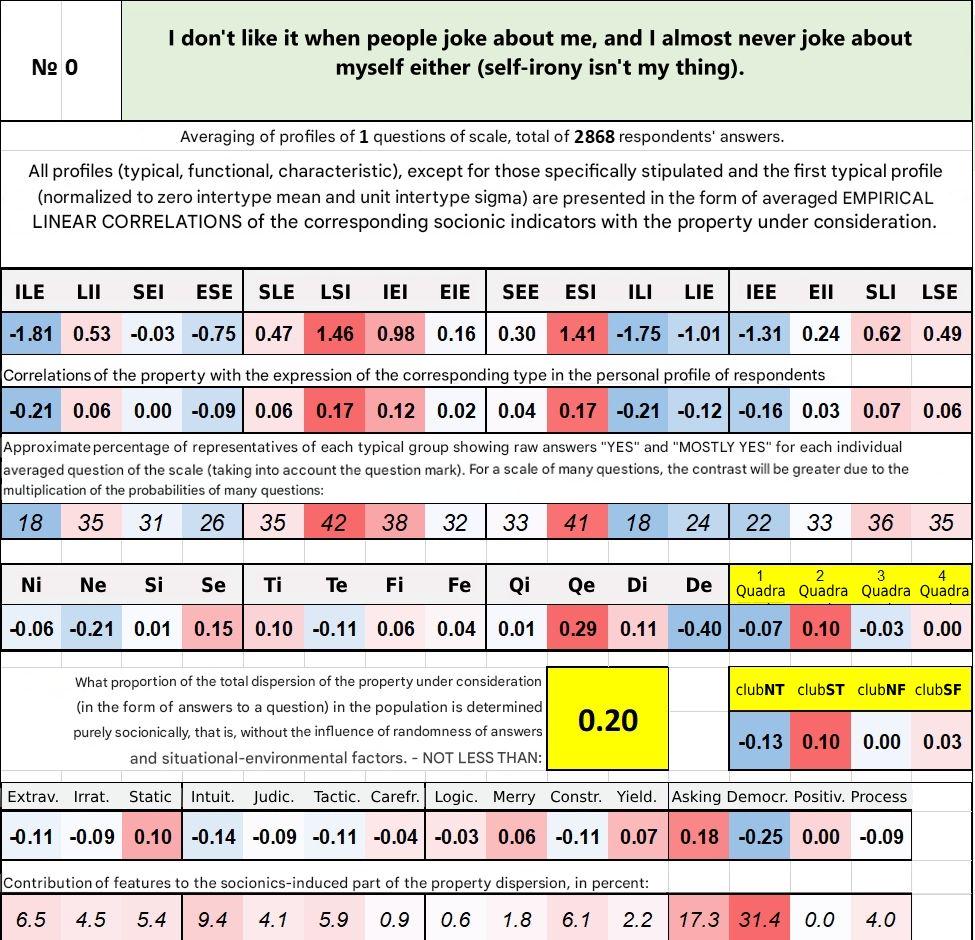 № 0
I don't like it when people joke about me, and I almost never joke about
myself either (self-irony isn't my thing).
Averaging of profiles of 1 questions of scale, total of 2868 respondents' answers.
All profiles (typical, functional, characteristic), except for those specifically stipulated and the first typical profile
(normalized to zero intertype mean and unit intertype sigma) are presented in the form of averaged EMPIRICAL
LINEAR CORRELATIONS of the corresponding socionic indicators with the property under consideration.
ILE LII SEI ESE SLE LSI IEI EIE SEE ESI ILI LIE IEE EII SLI LSE
-1.81 0.53 -0.03 -0.75 0.47 1.46 0.98 0.16 0.30 1.41 -1.75 -1.01 -1.31 0.24 0.62 0.49
Correlations of the property with the expression of the corresponding type in the personal profile of respondents
-0.21 0.06 0.00 -0.09 0.06 0.17 0.12 0.02 0.04 0.17 -0.21 -0.12 -0.16 0.03 0.07 0.06
Approximate percentage of representatives of each typical group showing raw answers "YES" and "MOSTLY YES" for each individual
averaged question of the scale (taking into account the question mark). For a scale of many questions, the contrast will be greater due to the
multiplication of the probabilities of many questions:
18 35 31 26 35 42 38 32 33 41 18 24 22 33 36 35
Ni Ne Si Se Ti Te Fi Fe Qi Qe Di De 1 2 3 4
Quadra Quadra Quadra Quadra
-0.06 -0.21 0.01 0.15 0.10 -0.11 0.06 0.04 0.01 0.29 0.11 -0.40 -0.07 0.10 -0.03 0.00
What proportion of the total dispersion of the property under consideration
(in the form of answers to a question) in the population is determined
purely socionically, that is, without the influence of randomness of answers
and situational-environmental factors. - NOT LESS THAN:
0.20
clubNT clubST clubNF clubSF
-0.13 0.10 0.00 0.03
Extrav. Irrat. Static Intuit. Judic. Tactic. Carefr. Logic. Merry Constr. Yield. Asking Democr. Positiv. Process
-0.11 -0.09 0.10 -0.14 -0.09 -0.11 -0.04 -0.03 0.06 -0.11 0.07 0.18 -0.25 0.00 -0.09
Contribution of features to the socionics-induced part of the property dispersion, in percent:
6.5 4.5 5.4 9.4 4.1 5.9 0.9 0.6 1.8 6.1 2.2 17.3 31.4 0.0 4.0